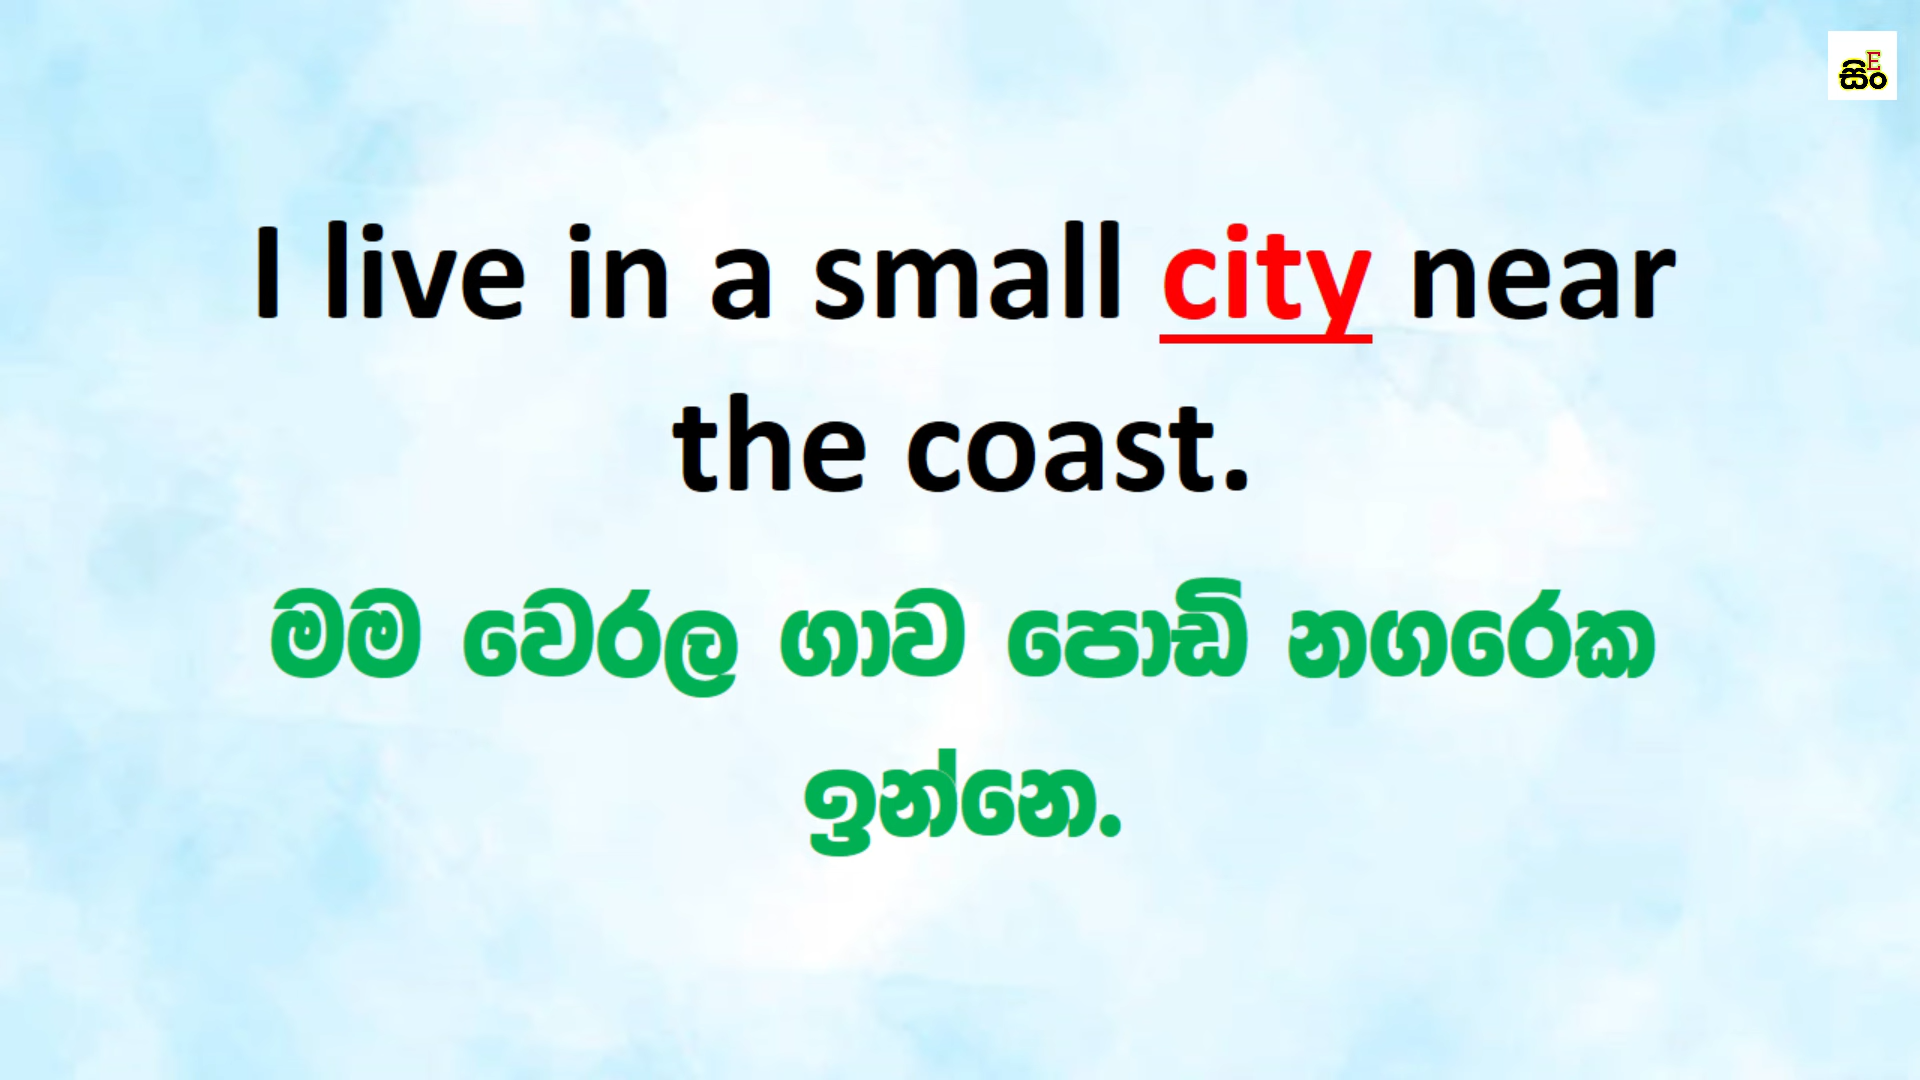 සිං
E
I live in a small city near
the coast.
මම වෙරල ගාව පොඩි නගරෙක
ඉන්නෙ.